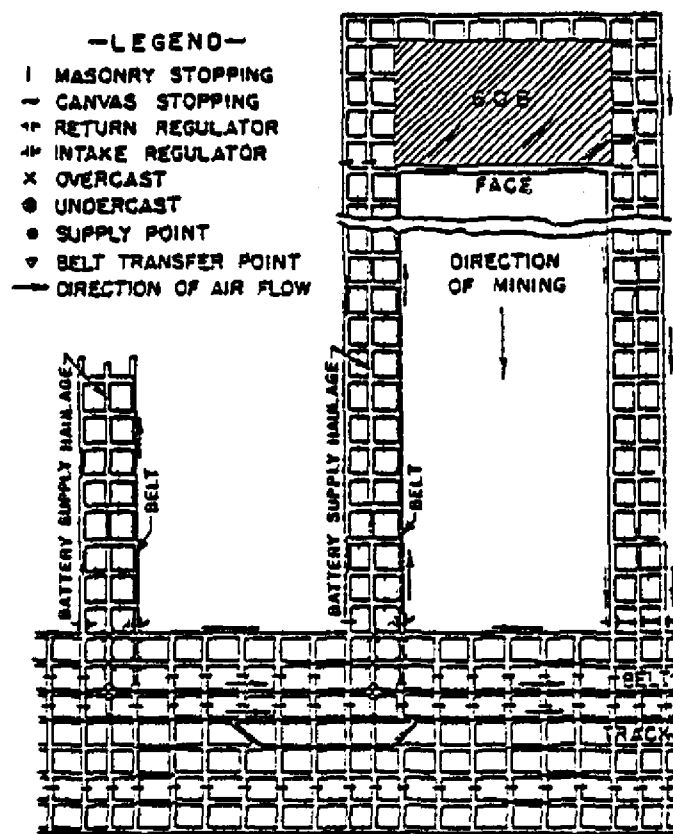 —LEGEND—
MASONRY STOPPING
CANVAS STOPPING
RETURN REGULATOR
INTAKE REGULATOR
OVERCAST
UNDERCAST
SUPPLY POINT
BELT TRANSFER POINT
DIRECTION OF AIR FLOW
GOB
FACE
DIRECTION
OF MINING
BATTERY SUPPLY HAULAGE
BELT
BATTERY SUPPLY HAULAGE
BELT
BELT
TRACK